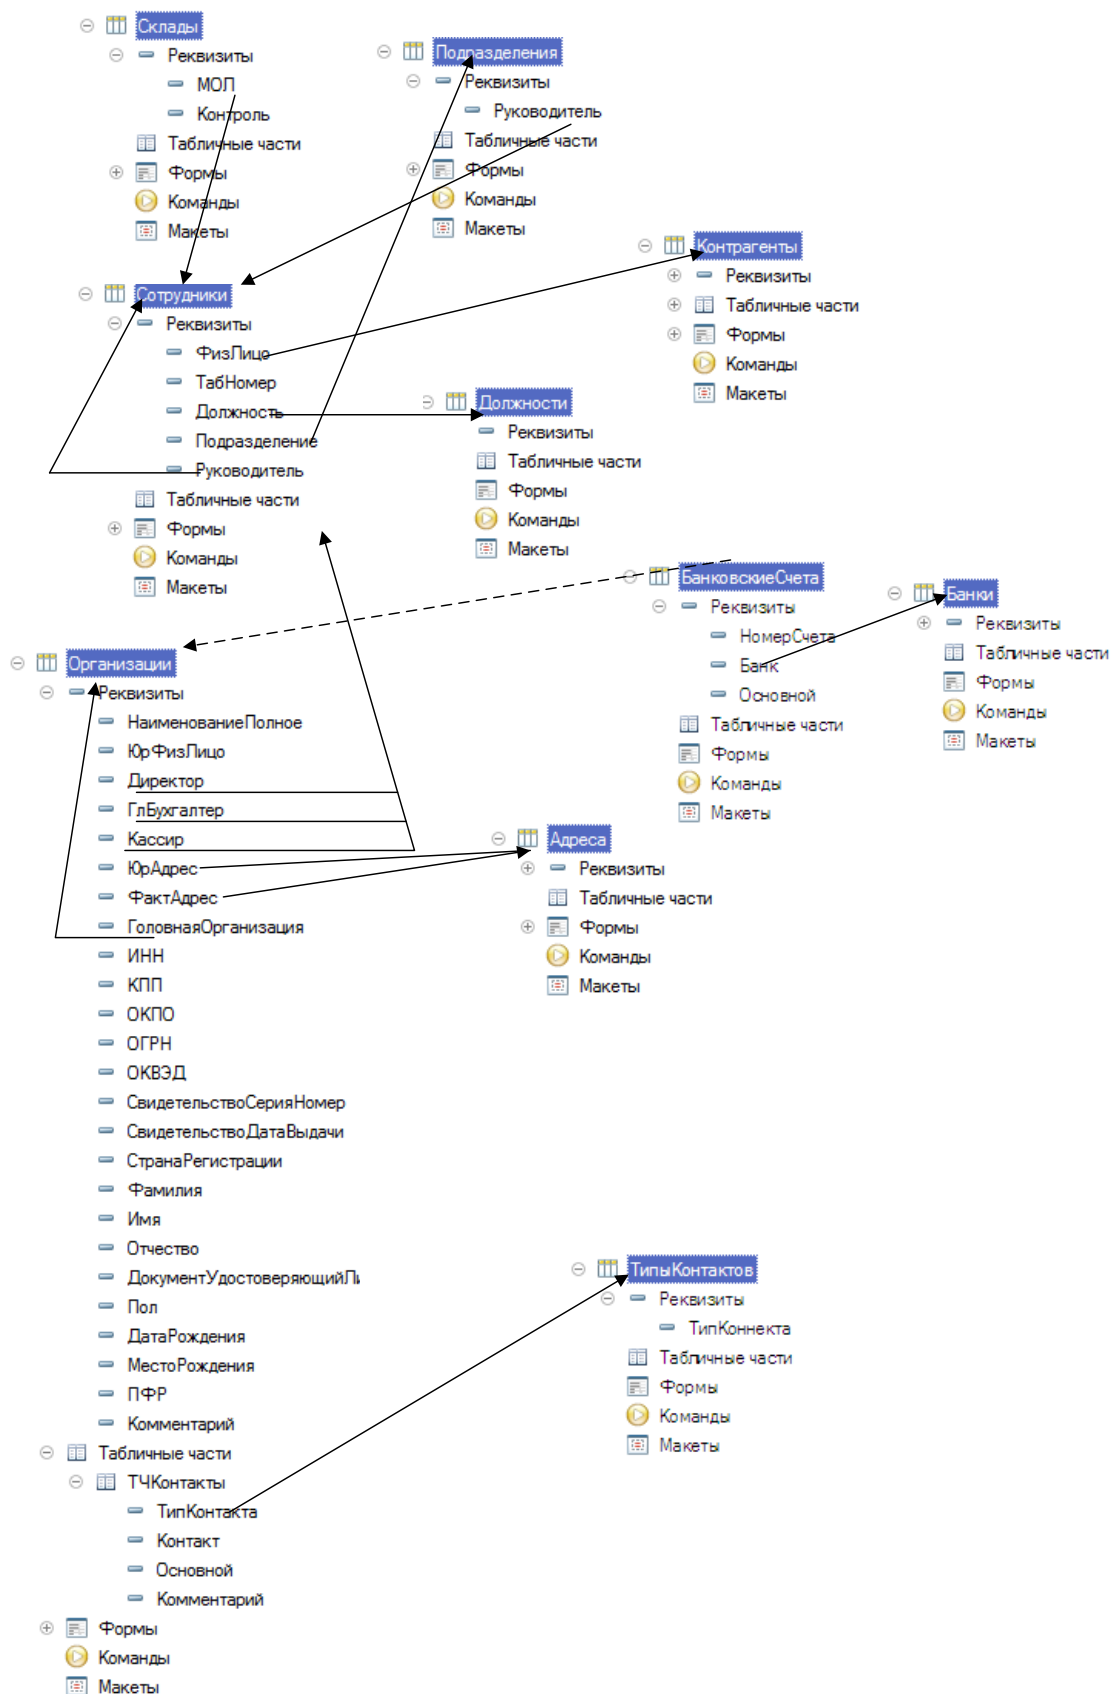 Склады
Реквизиты
МОЛ
Контроль
Табличные части
Формы
Команды
Макеты
Подразделения
Реквизиты
Руководитель
Табличные части
Формы
Команды
Макеты
Контрагенты
Реквизиты
Табличные части
Формы
Команды
Макеты
Сотрудники
Реквизиты
ФизЛицо
ТабНомер
Должность
Подразделение
Руководитель
Табличные части
Формы
Команды
Макеты
Должности
Реквизиты
Табличные части
Формы
Команды
Макеты
БанковскиеСчета
Реквизиты
НомерСчета
Банк
Основной
Табличные части
Формы
Команды
Макеты
Банки
Реквизиты
Табличные части
Формы
Команды
Макеты
Организации
Реквизиты
НаименованиеПолное
ЮрФизЛицо
Директор
ГлБухгалтер
Кассир
ЮрАдрес
ФактАдрес
ГоловнаяОрганизация
ИНН
КПП
ОКПО
ОГРН
ОКВЭД
СвидетельствоСерияНомер
СвидетельствоДатаВыдачи
СтранаРегистрации
Фамилия
Имя
Отчество
ДокументУдостоверяющийЛи
Пол
ДатаРождения
МестоРождения
ПФР
Комментарий
Табличные части
ТЧКонтакты
ТипКонтакта
Контакт
Основной
Комментарий
Формы
Команды
Макеты
Адреса
Реквизиты
Табличные части
Формы
Команды
Макеты
ТипыКонтактов
Реквизиты
ТипКоннекта
Табличные части
Формы
Команды
Макеты